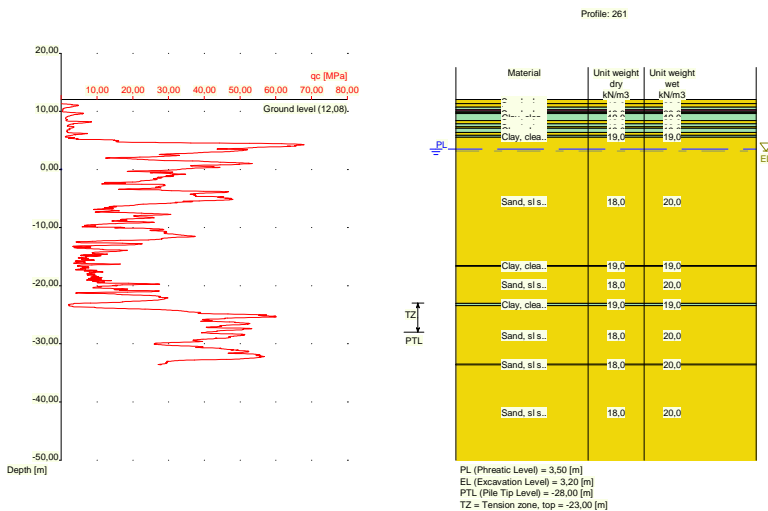 Profile: 261
20,00
qc [MPa]
10,00 20,00 30,00 40,00 50,00 60,00 70,00 80,00
10,00
Ground level (12,08)
0,00
-10,00
-20,00
-30,00
-40,00
-50,00
Depth [m]
TZ
PTL
Material Unit weight Unit weight
dry wet
kN/m3 kN/m3
Clay, clea.. 19,0 19,0
PL
EL
Sand, sl s.. 18,0 20,0
Clay, clea.. 19,0 19,0
Sand, sl s.. 18,0 20,0
Clay, clea.. 19,0 19,0
Sand, sl s.. 18,0 20,0
Sand, sl s.. 18,0 20,0
Sand, sl s.. 18,0 20,0
PL (Phreatic Level) = 3,50 [m]
EL (Excavation Level) = 3,20 [m]
PTL (Pile Tip Level) = -28,00 [m]
TZ = Tension zone, top = -23,00 [m]